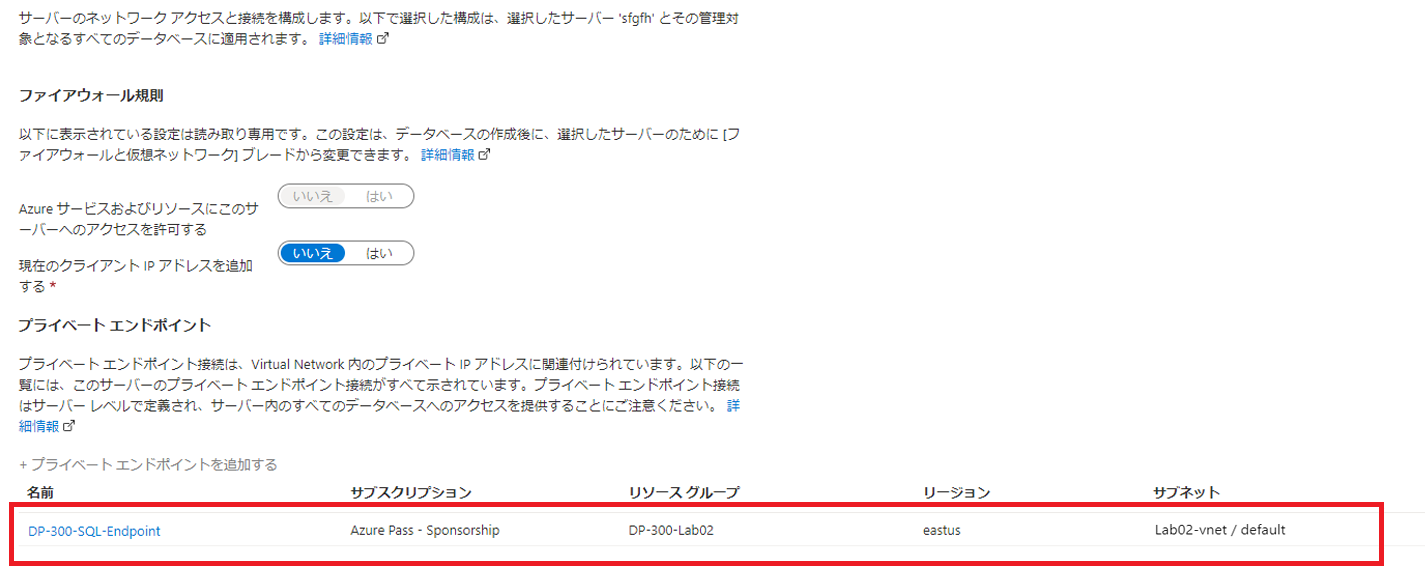 サーバーのネットワーク アクセスと接続を構成します。以下で選択した構成は、選択したサーバー 'sfgfh' とその管理対
象となるすべてのデータベースに適用されます。 詳細情報
ファイアウォール規則
以下に表示されている設定は読み取り専用です。この設定は、データベースの作成後に、選択したサーバーのために [フ
ァイアウォールと仮想ネットワーク] ブレードから変更できます。 詳細情報
Azure サービスおよびリソースにこのサ
ーバーへのアクセスを許可する
いいえ はい
現在のクライアント IP アドレスを追加
する *
いいえ はい
プライベート エンドポイント
プライベート エンドポイント接続は、Virtual Network 内のプライベート IP アドレスに関連付けられています。以下の一
覧には、このサーバーのプライベート エンドポイント接続がすべて示されています。プライベート エンドポイント接続
はサーバー レベルで定義され、サーバー内のすべてのデータベースへのアクセスを提供することにご注意ください。 詳
細情報
+ プライベート エンドポイントを追加する
名前 サブスクリプション リソース グループ リージョン サブネット
DP-300-SQL-Endpoint Azure Pass - Sponsorship DP-300-Lab02 eastus Lab02-vnet / default